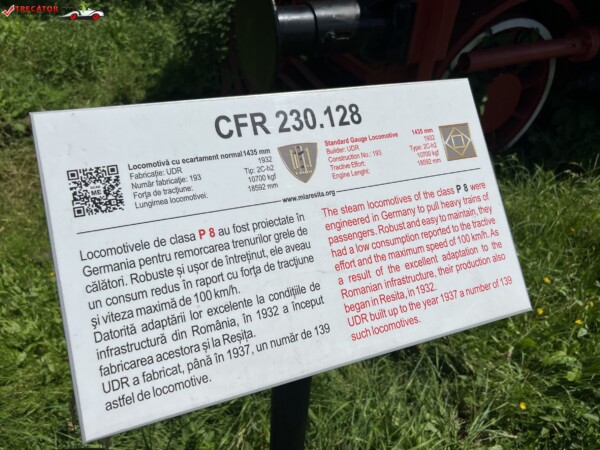 TRECATOR
CFR 230.128
Locomotivă cu ecartament normal 1435 mm
Fabricație: UDR 1932
Număr fabricație: 193 Tip: 2C-h2
Forța de tracțiune: 10700 kgf
Lungimea locomotivei: 18592 mm
Standard Gauge Locomotive 1435 mm
Builder: UDR 1932
Construction No.: 193 Type: 2C-h2
Tractive Effort: 10700 kgf
Engine Lenght: 18592 mm
www.mlaresita.org
Locomotivele de clasa P 8 au fost proiectate în
Germania pentru remorcarea trenurilor grele de
călători. Robuste și ușor de întreținut, ele aveau
un consum redus în raport cu forța de tracțiune
și viteza maximă de 100 km/h.
Datorită adaptării lor excelente la condițiile de
infrastructură din România, în 1932 a început
fabricarea acestora și la Reșița.
UDR a fabricat, până în 1937, un număr de 139
astfel de locomotive.
The steam locomotives of the class P 8 were
engineered in Germany to pull heavy trains of
passengers. Robust and easy to maintain, they
had a low consumption reported to the tractive
effort and the maximum speed of 100 km/h. As
a result of the excellent adaptation to the
Romanian infrastructure, their production also
began in Resita, in 1932.
UDR built up to the year 1937 a number of 139
such locomotives.